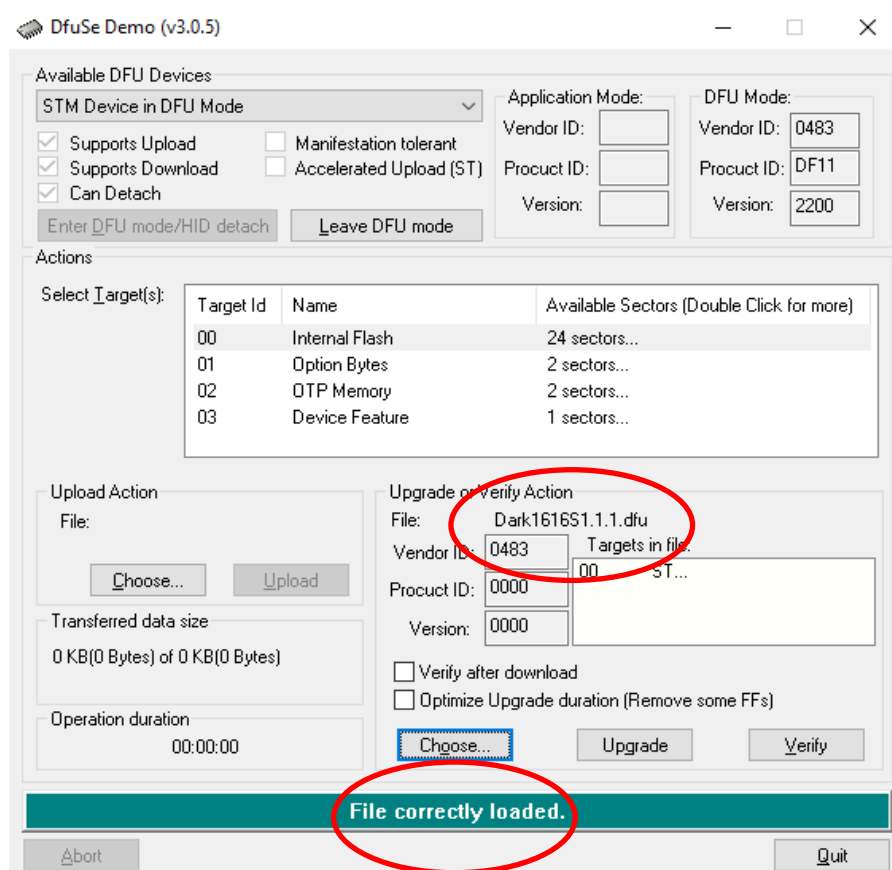 DfuSe Demo (v3.0.5)
Available DFU Devices
STM Device in DFU Mode
Supports Upload
Manifestation tolerant
Supports Download
Accelerated Upload (ST)
Can Detach
Enter DFU mode/HID detach
Leave DFU mode
Application Mode:
Vendor ID:
Procuct ID:
Version:
DFU Mode:
Vendor ID: 0483
Procuct ID: DF11
Version: 2200
Actions
Select Target(s):
Target Id Name Available Sectors (Double Click for more)
00 Internal Flash 24 sectors...
01 Option Bytes 2 sectors...
02 OTP Memory 2 sectors...
03 Device Feature 1 sectors...
Upload Action
File:
Choose...
Upload
Transferred data size
0 KB(0 Bytes) of 0 KB(0 Bytes)
Operation duration
00:00:00
Upgrade or Verify Action
File: Dark1616S1.1.1.dfu
Vendor ID: 0483
Procuct ID: 0000
Version: 0000
Targets in file:
00 ST...
Verify after download
Optimize Upgrade duration (Remove some FFs)
Choose...
Upgrade
Verify
File correctly loaded.
Abort
Quit